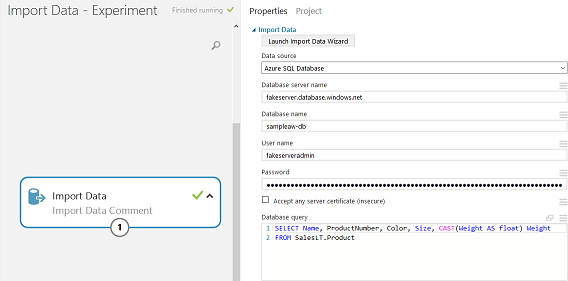 Import Data - Experiment
Finished running
Import Data
Import Data Comment
1
Properties Project
Import Data
Launch Import Data Wizard
Data source
Azure SQL Database
Database server name
fakeserver.database.windows.net
Database name
sampleaw-db
User name
fakeserveradmin
Password
Accept any server certificate (insecure)
Database query
1 SELECT Name, ProductNumber, Color, Size, CAST(Weight AS float) Weight
2 FROM SalesLT.Product